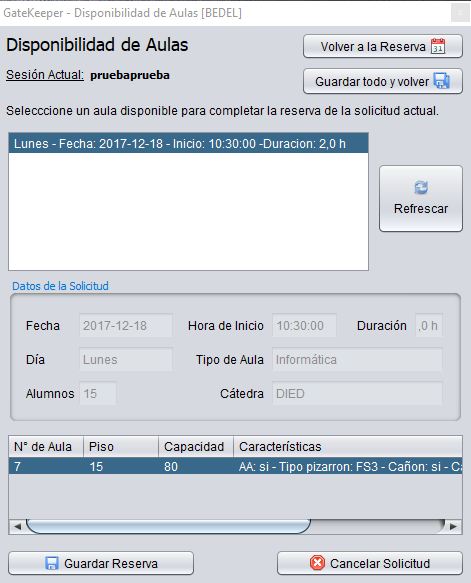 GateKeeper - Disponibilidad de Aulas [BEDEL]
Disponibilidad de Aulas
Volver a la Reserva 31
Sesión Actual: pruebaprueba
Guardar todo y volver
Selecccione un aula disponible para completar la reserva de la solicitud actual.
Lunes - Fecha: 2017-12-18 - Inicio: 10:30:00 -Duracion: 2,0 h
Refrescar
Datos de la Solicitud
Fecha 2017-12-18 Hora de Inicio 10:30:00 Duración ,0 h
Día Lunes Tipo de Aula Informática
Alumnos 15 Cátedra DIED
N° de Aula Piso Capacidad Características
7 15 80 AA: si - Tipo pizarron: FS3 - Cañon: si - Ca
Guardar Reserva Cancelar Solicitud